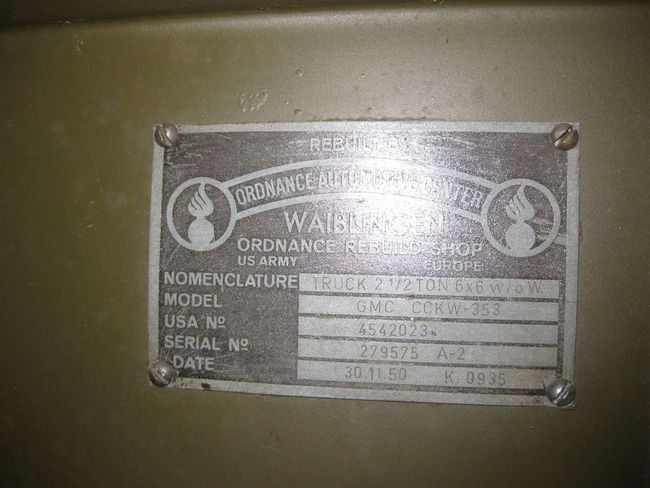 REBUILT BY
ORDNANCE AUTOMOTIVE CENTER
WAIBLINGEN
ORDNANCE REBUILD SHOP
US ARMY EUROPE
NOMENCLATURE TRUCK 2 1/2 TON 6x6 w/o W.
MODEL GMC CCKW-353
USA Nº 4542023
SERIAL Nº 279575 A-2
DATE 30.11.50 K. 0935